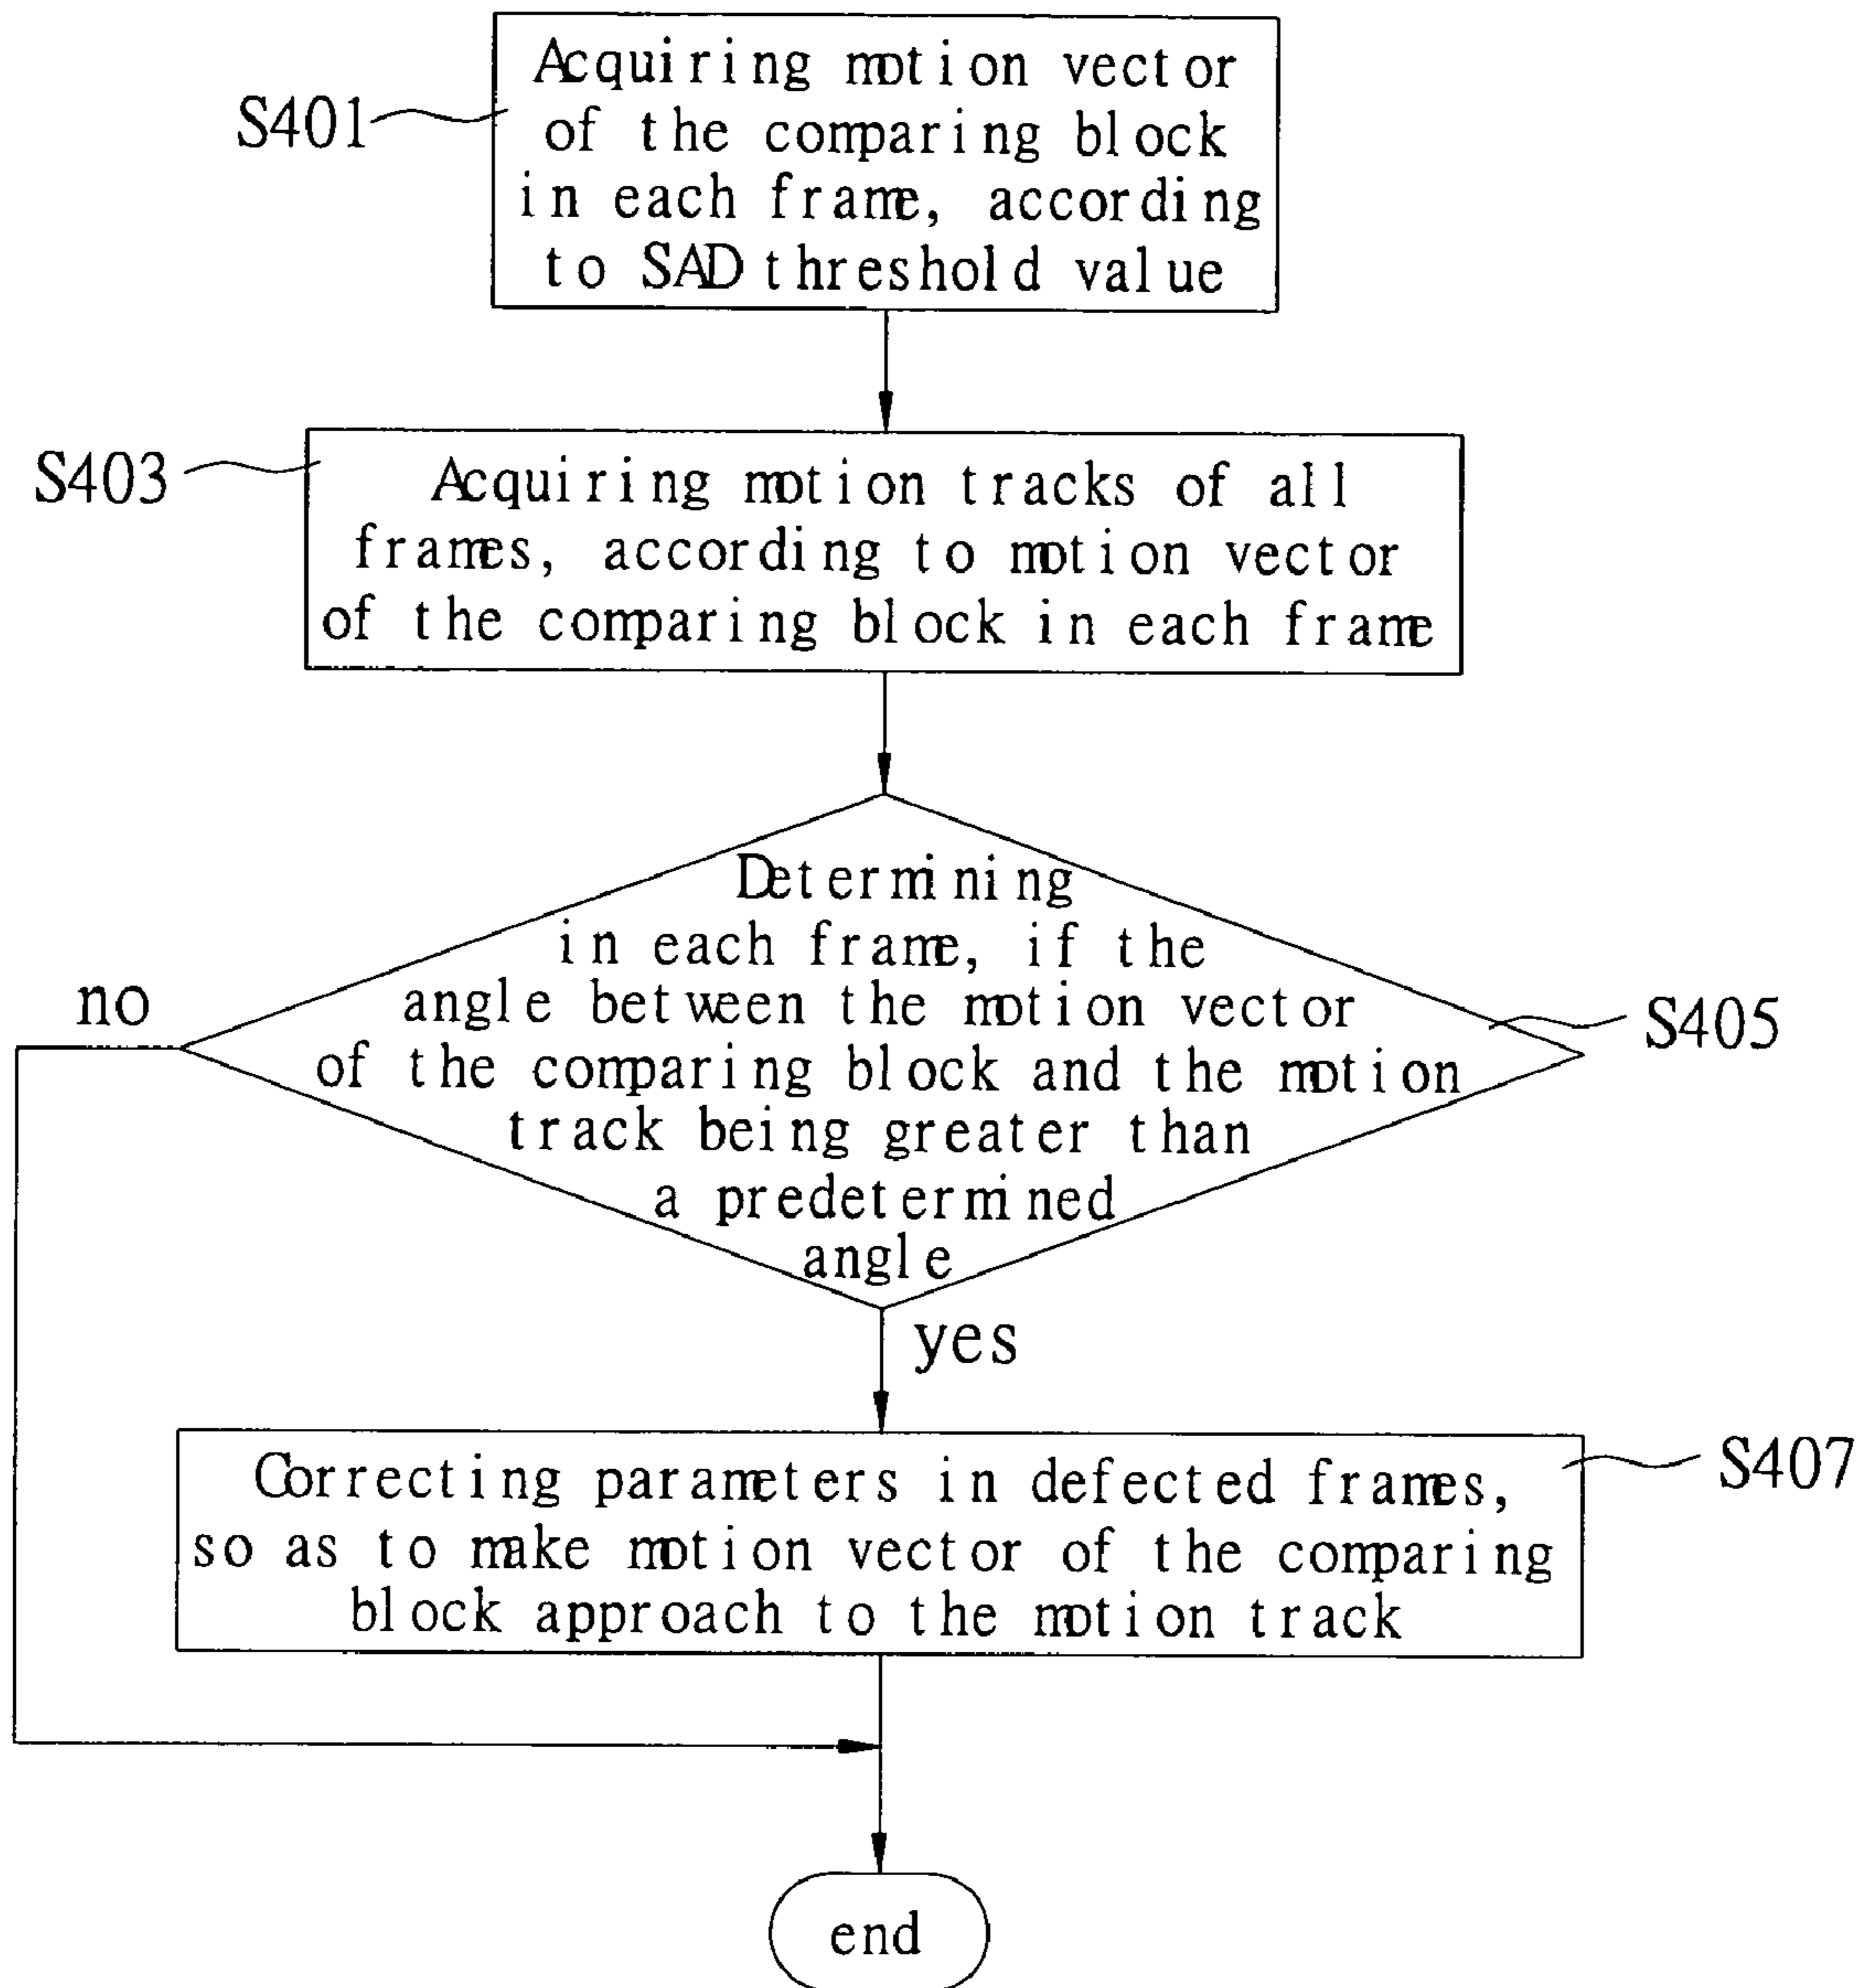 S401
Acquiring motion vector
of the comparing block
in each frame, according
to SAD threshold value
S403
Acquiring motion tracks of all
frames, according to motion vector
of the comparing block in each frame
Determining
in each frame, if the
angle between the motion vector
of the comparing block and the motion
track being greater than
a predetermined
angle
no
S405
yes
Correcting parameters in defected frames,
so as to make motion vector of the comparing
block approach to the motion track
S407
end